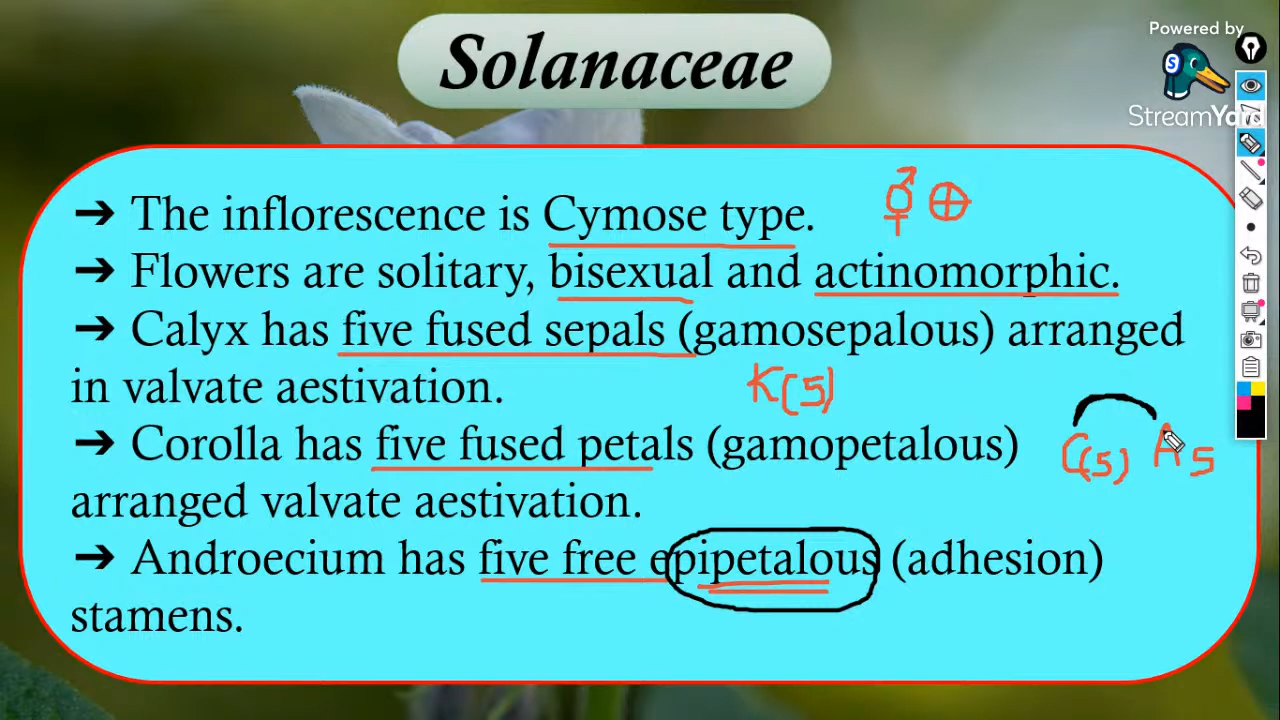 Solanaceae
Powered by
StreamYard
➔ The inflorescence is Cymose type.
⚥ ⊕
➔ Flowers are solitary, bisexual and actinomorphic.
➔ Calyx has five fused sepals (gamosepalous) arranged
in valvate aestivation.
K(5)
➔ Corolla has five fused petals (gamopetalous)
C(5) A5
arranged valvate aestivation.
➔ Androecium has five free epipetalous (adhesion)
stamens.